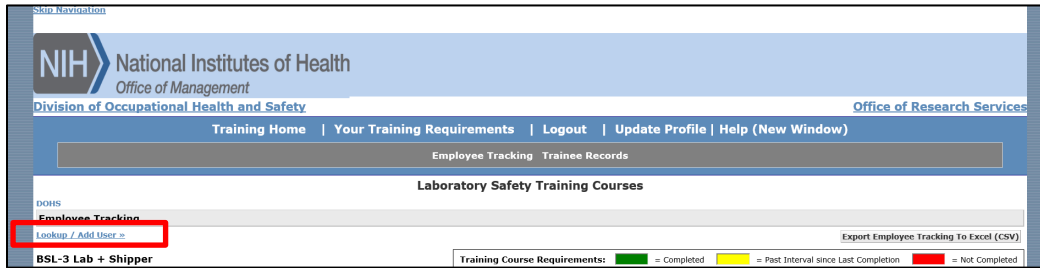 Skip Navigation
NIH National Institutes of Health
Office of Management
Division of Occupational Health and Safety Office of Research Services
Training Home | Your Training Requirements | Logout | Update Profile | Help (New Window)
Employee Tracking Trainee Records
Laboratory Safety Training Courses
DOHS
Employee Tracking
Lookup / Add User »
Export Employee Tracking To Excel (CSV)
BSL-3 Lab + Shipper Training Course Requirements: = Completed = Past Interval since Last Completion = Not Completed